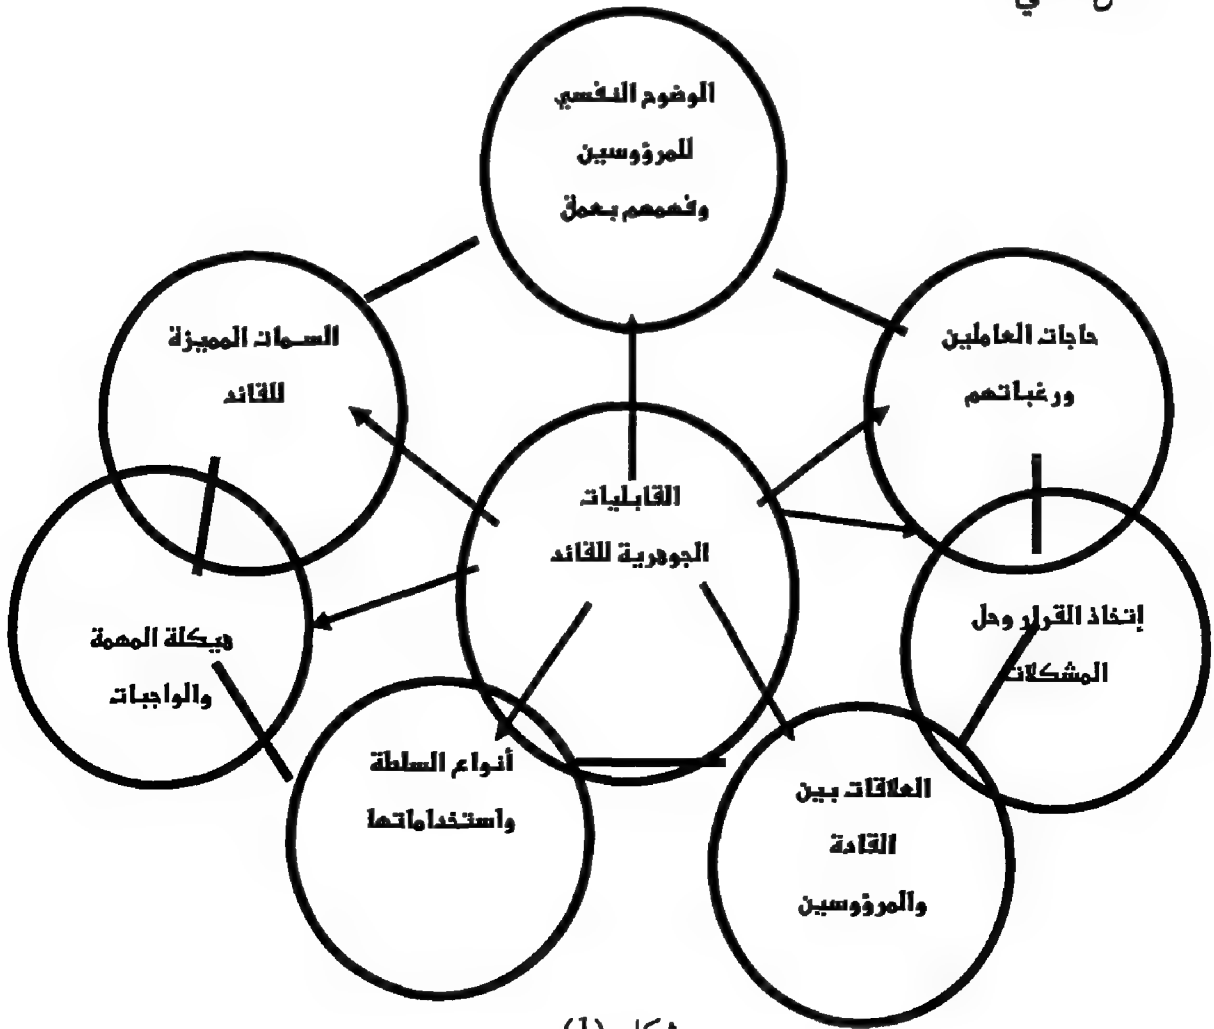 الوضوح النفسي
للمرؤوسين
وفهمهم بعمق
حاجات العاملين
ورغباتهم
السمات المميزة
للقائد
القابليات
الجوهرية للقائد
إتخاذ القرار وحل
المشكلات
هيكلة المهمة
والواجبات
أنواع السلطة
واستخداماتها
العلاقات بين
القادة
والمرؤوسين